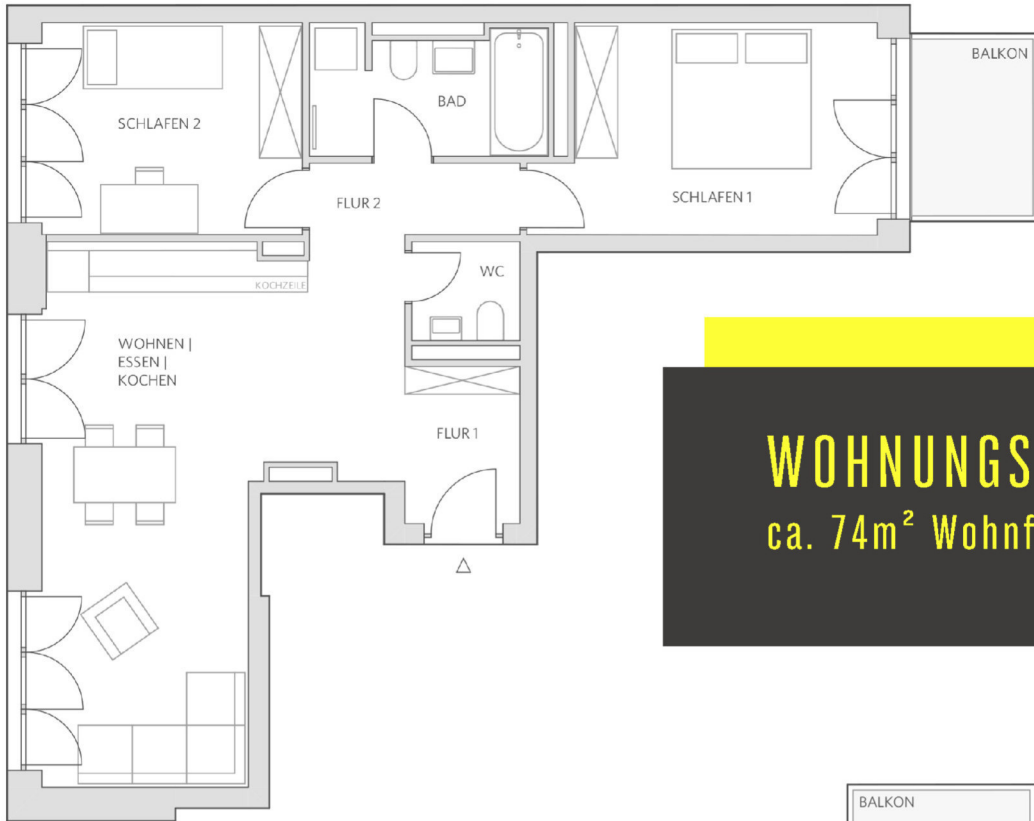 BALKON
BAD
SCHLAFEN 2
SCHLAFEN 1
FLUR 2
WC
KOCHZEILE
WOHNEN |
ESSEN |
KOCHEN
FLUR 1
WOHNUNGS
ca. 74m² Wohnf
BALKON